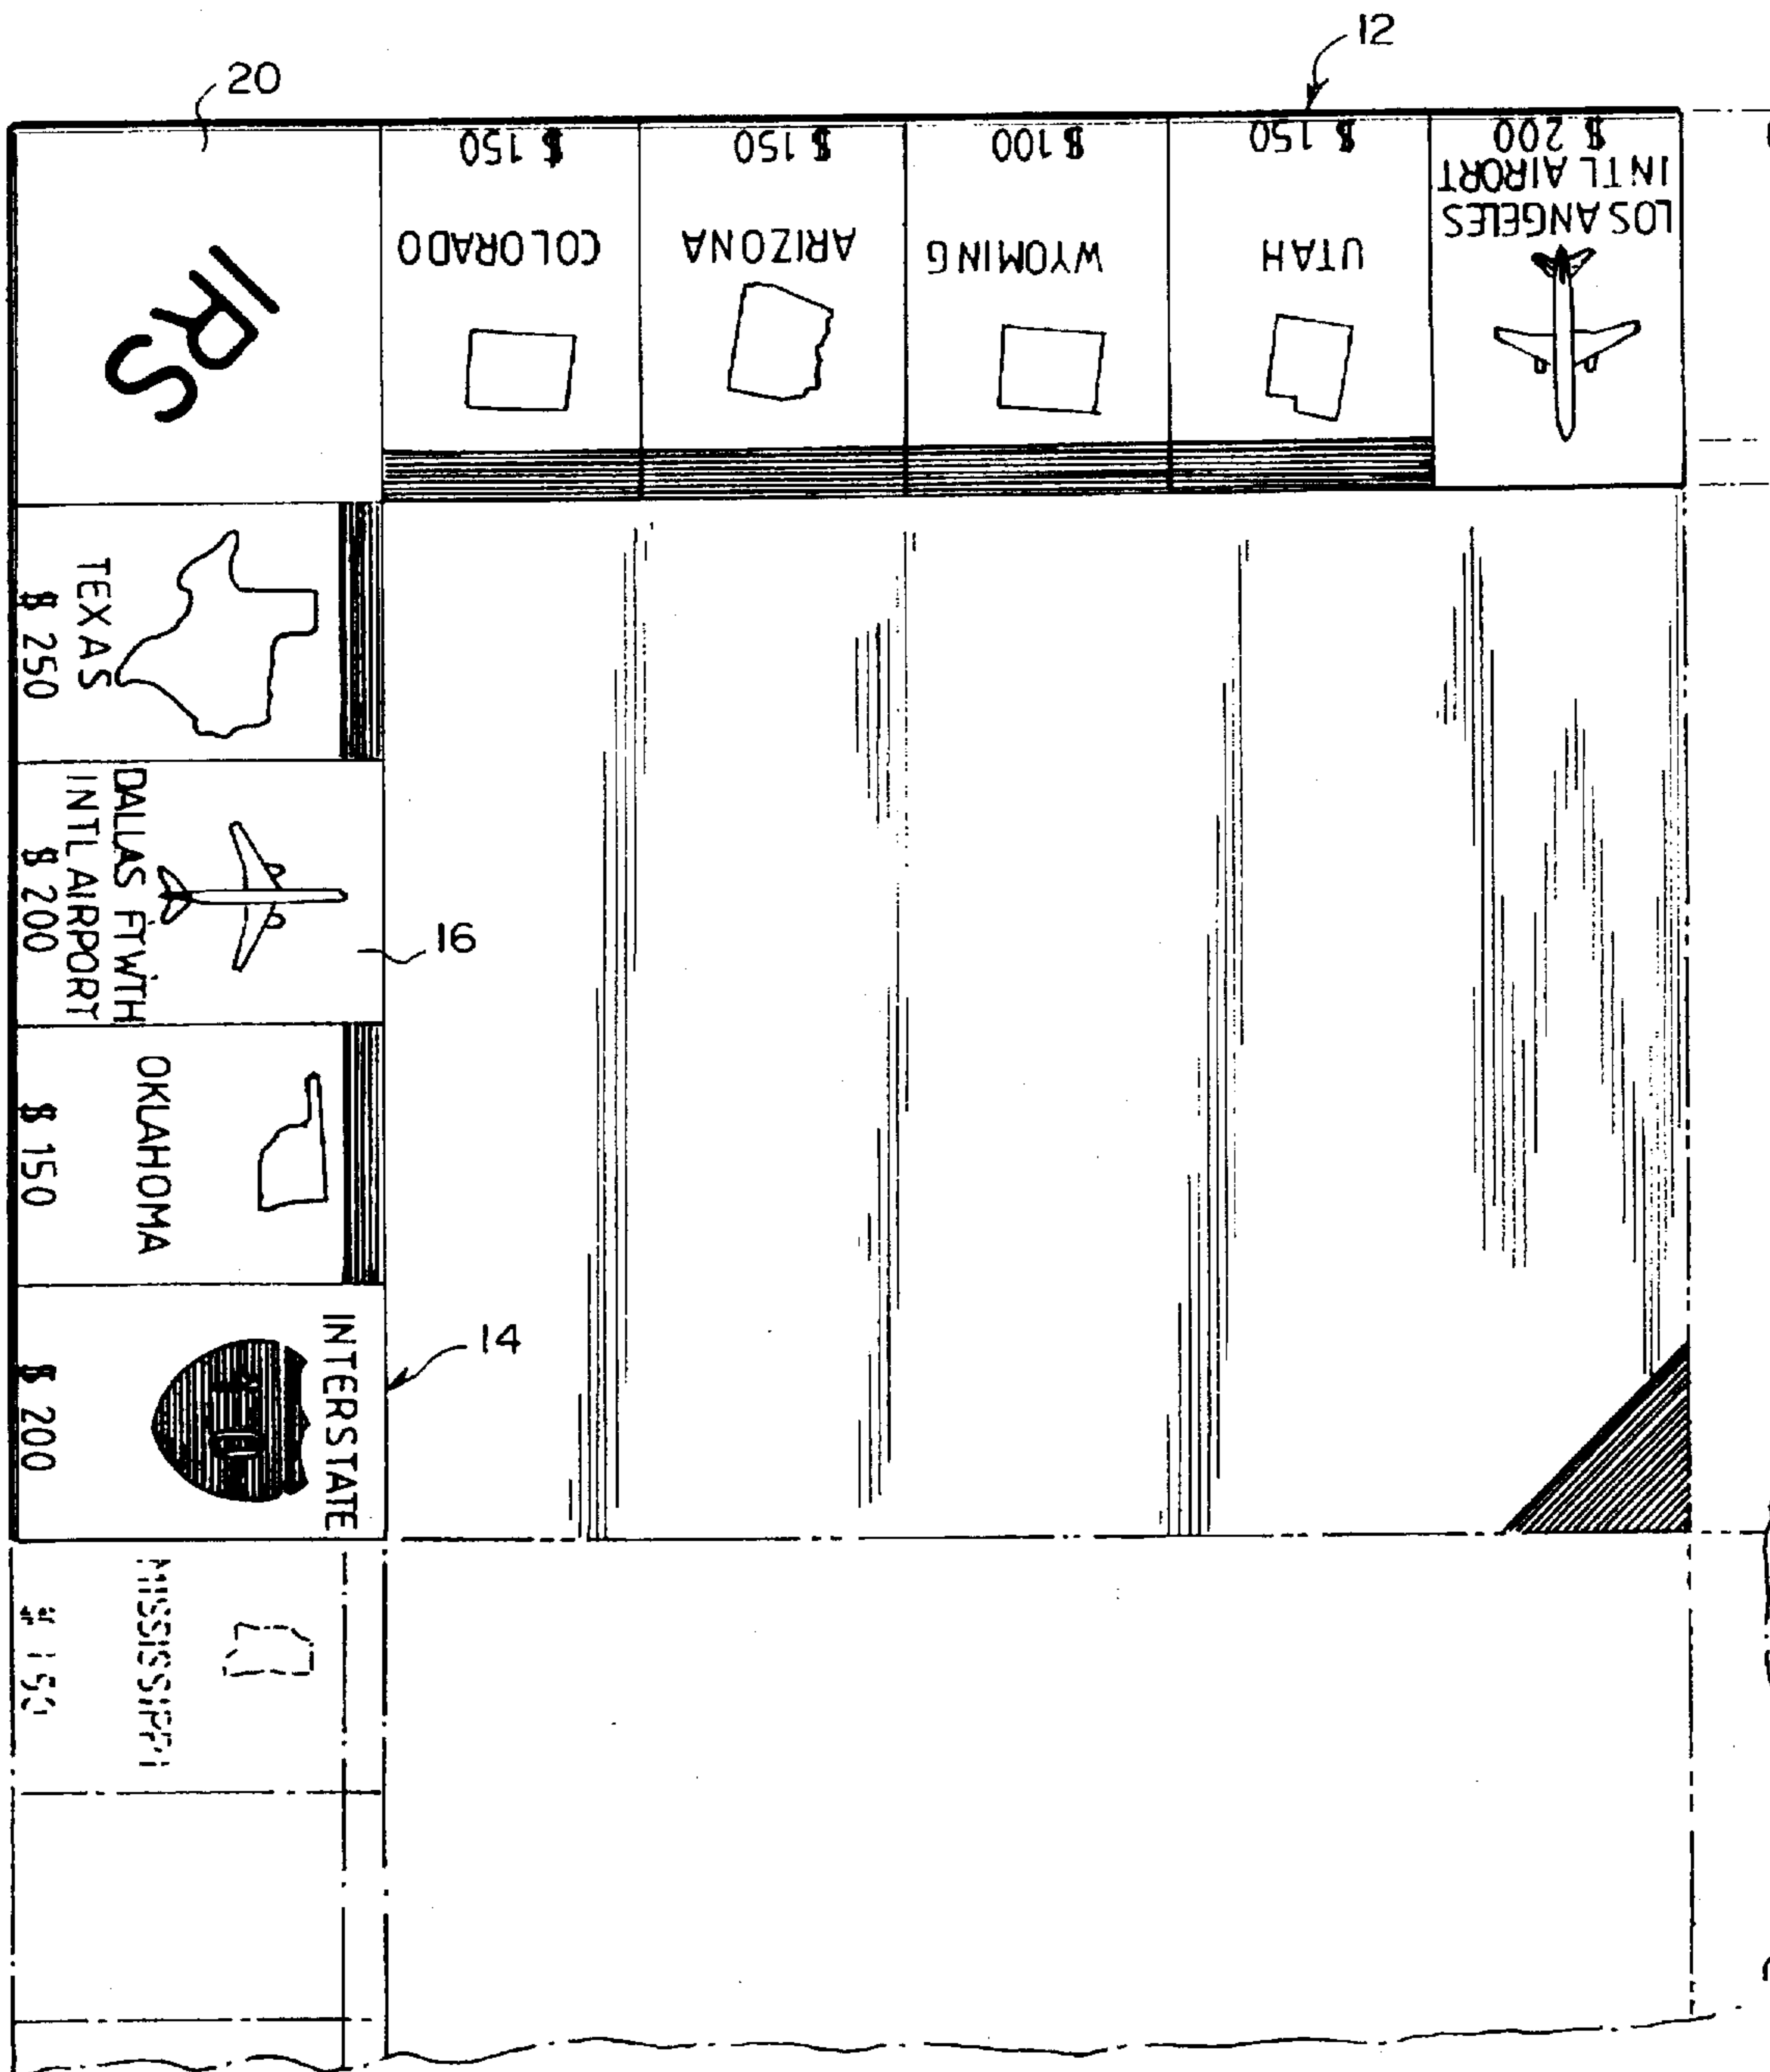 12
20
$ 150
COLORADO
$ 150
ARIZONA
$ 100
WYOMING
$ 150
UTAH
$ 200
INTL AIRORT
LOS ANGELES
IRS
TEXAS
$ 250
DALLAS FTWTH
INTL AIRPORT
$ 200
16
OKLAHOMA
$ 150
INTERSTATE
$ 200
14
MISSISSIPPI
$ 150